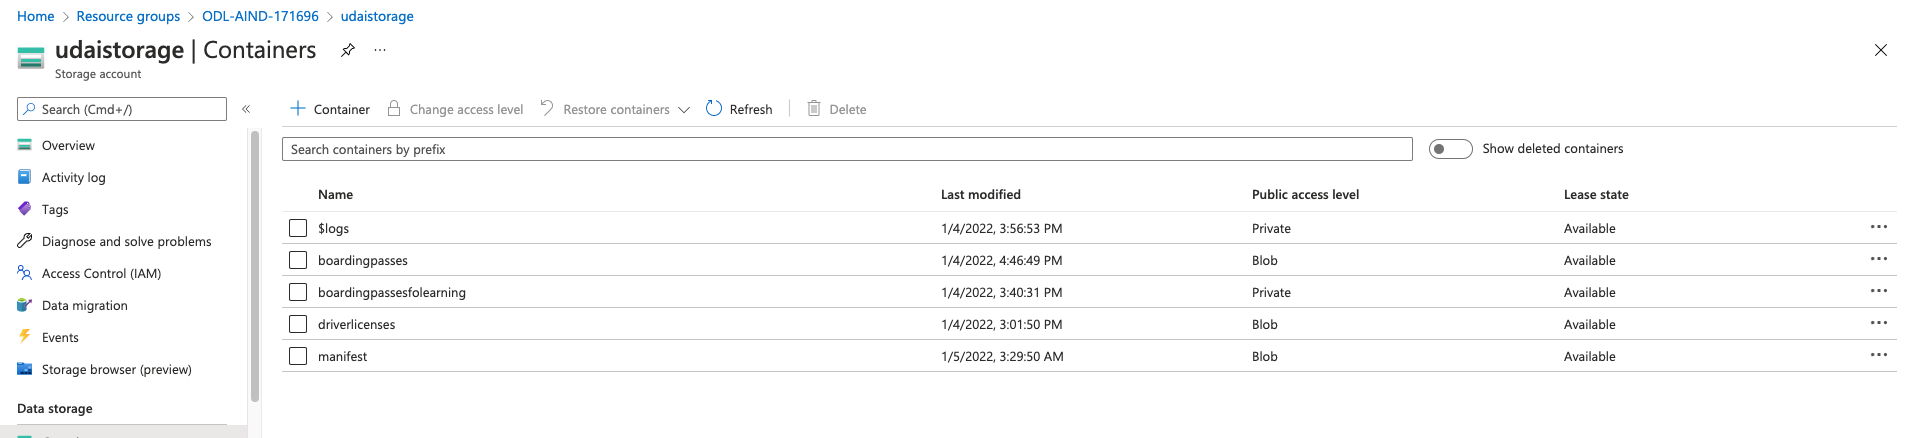 Home > Resource groups > ODL-AIND-171696 > udaistorage
udaistorage | Containers ...
Storage account
Search (Cmd+/) «
Overview
Activity log
Tags
Diagnose and solve problems
Access Control (IAM)
Data migration
Events
Storage browser (preview)
Data storage
+ Container Change access level Restore containers Refresh Delete
Search containers by prefix Show deleted containers
Name Last modified Public access level Lease state
$logs 1/4/2022, 3:56:53 PM Private Available ...
boardingpasses 1/4/2022, 4:46:49 PM Blob Available ...
boardingpassesfolearning 1/4/2022, 3:40:31 PM Private Available ...
driverlicenses 1/4/2022, 3:01:50 PM Blob Available ...
manifest 1/5/2022, 3:29:50 AM Blob Available ...